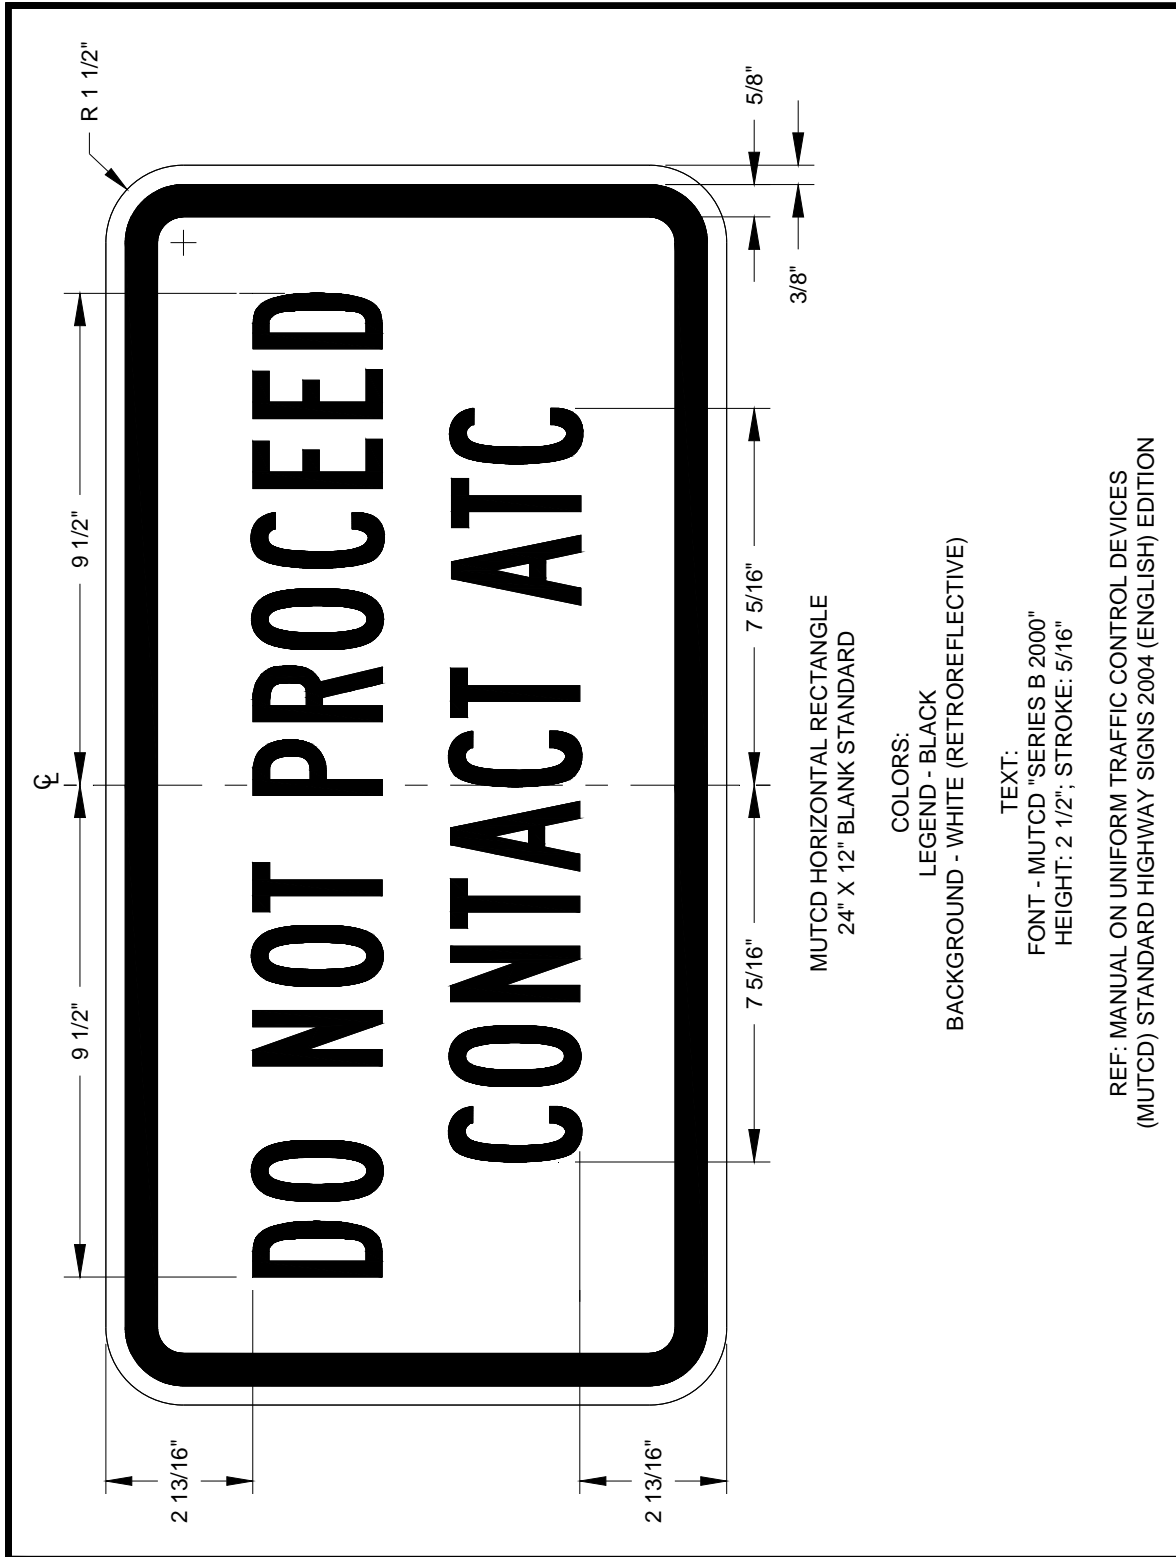 ℄
9 1/2" 9 1/2"
R 1 1/2"
2 13/16"
DO NOT PROCEED
CONTACT ATC
2 13/16"
7 5/16" 7 5/16"
5/8"
3/8"
MUTCD HORIZONTAL RECTANGLE
24" X 12" BLANK STANDARD
COLORS:
LEGEND - BLACK
BACKGROUND - WHITE (RETROREFLECTIVE)
TEXT:
FONT - MUTCD "SERIES B 2000"
HEIGHT: 2 1/2"; STROKE: 5/16"
REF: MANUAL ON UNIFORM TRAFFIC CONTROL DEVICES
(MUTCD) STANDARD HIGHWAY SIGNS 2004 (ENGLISH) EDITION